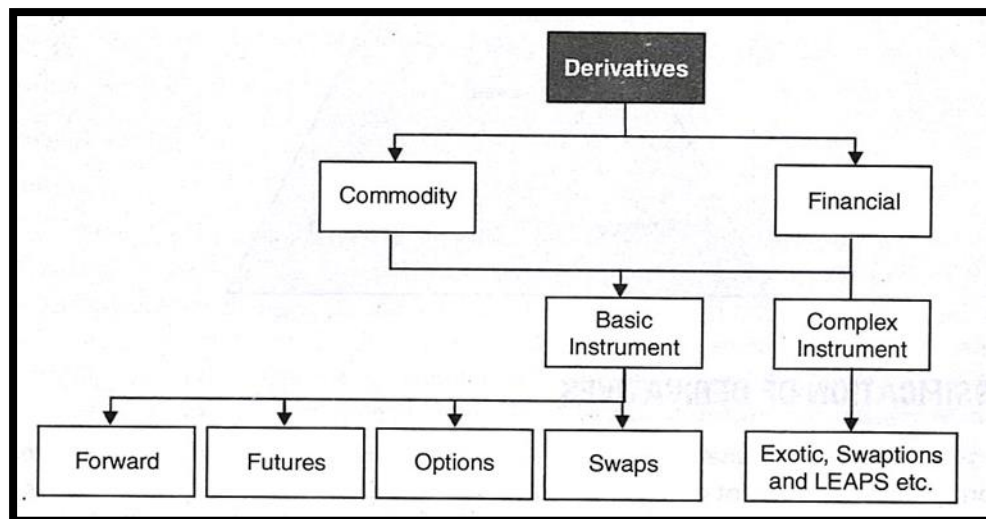 Derivatives
Commodity
Financial
Basic
Instrument
Complex
Instrument
Forward
Futures
Options
Swaps
Exotic, Swaptions
and LEAPS etc.